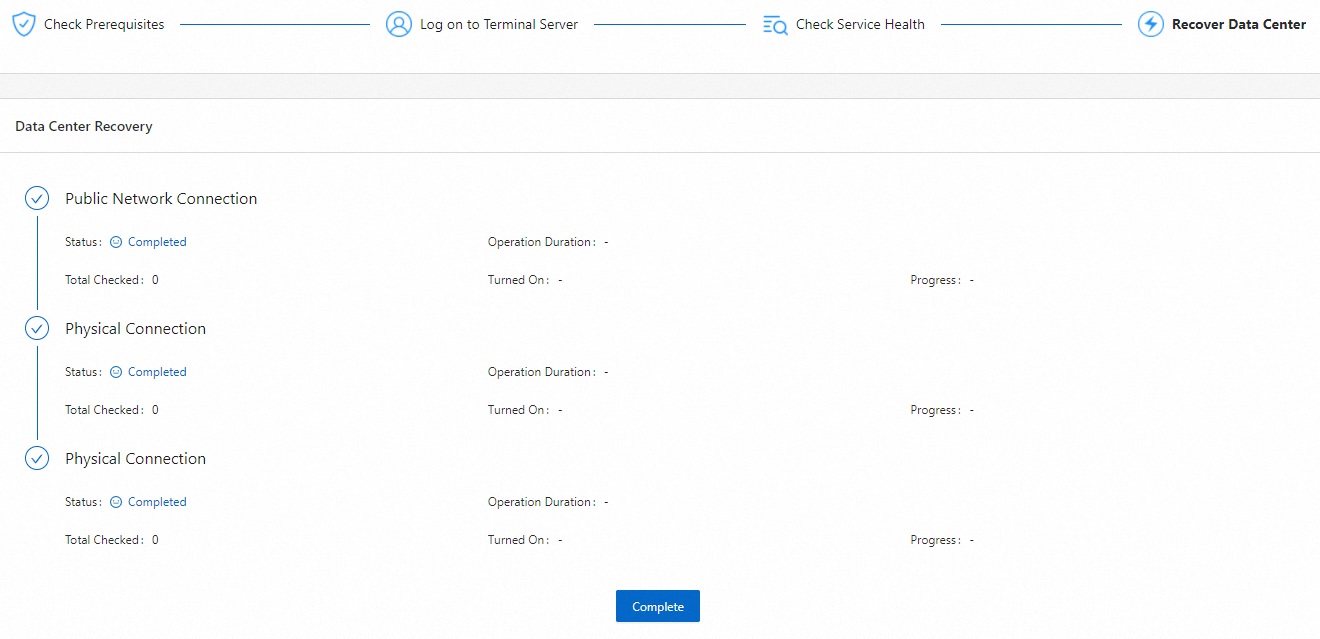 Check Prerequisites Log on to Terminal Server Check Service Health Recover Data Center
Data Center Recovery
Public Network Connection
Status: Completed Operation Duration: -
Total Checked: 0 Turned On: - Progress: -
Physical Connection
Status: Completed Operation Duration: -
Total Checked: 0 Turned On: - Progress: -
Physical Connection
Status: Completed Operation Duration: -
Total Checked: 0 Turned On: - Progress: -
Complete